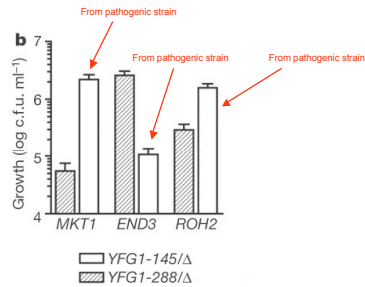 From pathogenic strain
b
From pathogenic strain
From pathogenic strain
Growth (log c.f.u. ml⁻¹)
7
6
5
4
MKT1 END3 ROH2
YFG1-145/Δ
YFG1-288/Δ